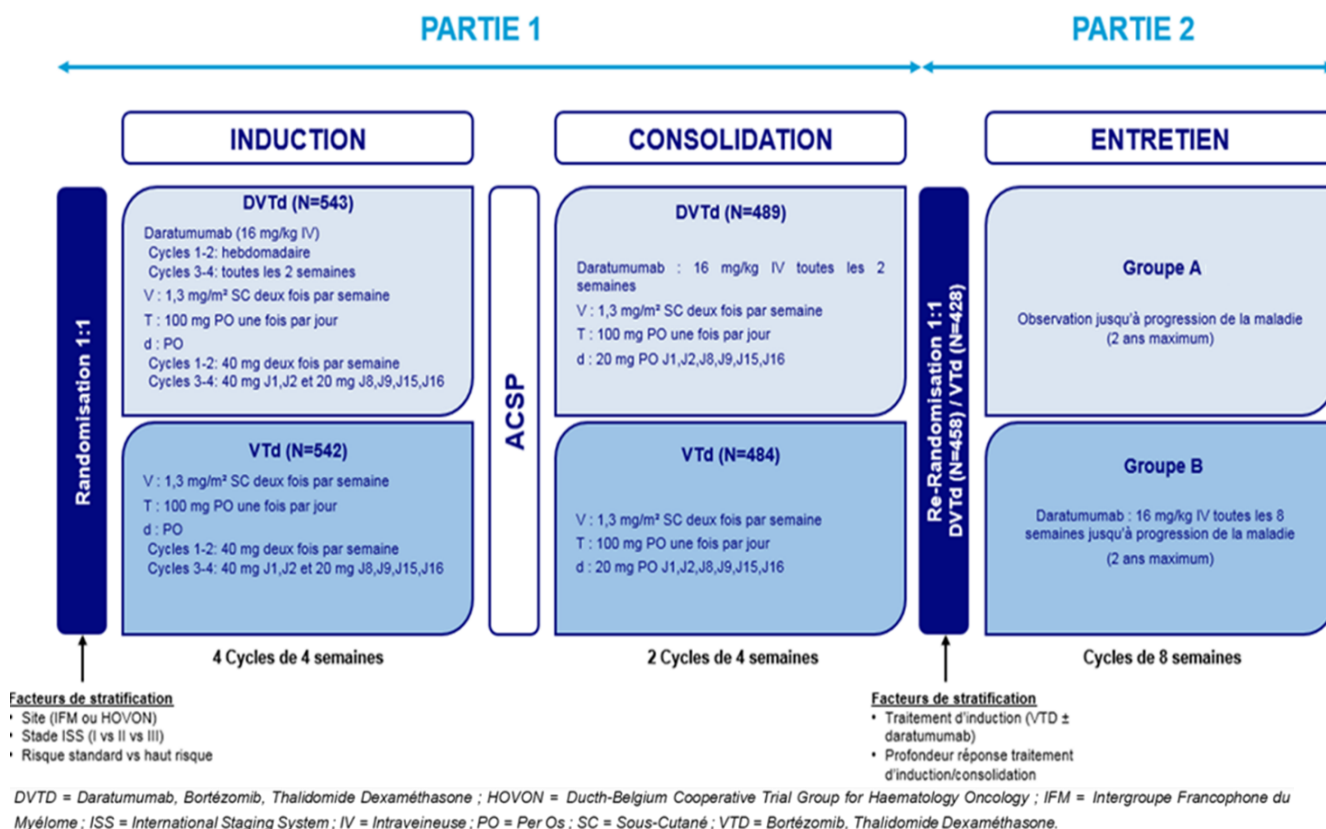 PARTIE 1
PARTIE 2
INDUCTION
CONSOLIDATION
ENTRETIEN
Randomisation 1:1
DVTd (N=543)
Daratumumab (16 mg/kg IV)
Cycles 1-2: hebdomadaire
Cycles 3-4: toutes les 2 semaines
V : 1,3 mg/m² SC deux fois par semaine
T : 100 mg PO une fois par jour
d : PO
Cycles 1-2: 40 mg deux fois par semaine
Cycles 3-4: 40 mg J1,J2 et 20 mg J8,J9,J15,J16
VTd (N=542)
V : 1,3 mg/m² SC deux fois par semaine
T : 100 mg PO une fois par jour
d : PO
Cycles 1-2: 40 mg deux fois par semaine
Cycles 3-4: 40 mg J1,J2 et 20 mg J8,J9,J15,J16
4 Cycles de 4 semaines
ACSP
DVTd (N=489)
Daratumumab : 16 mg/kg IV toutes les 2
semaines
V : 1,3 mg/m² SC deux fois par semaine
T : 100 mg PO une fois par jour
d : 20 mg PO J1,J2,J8,J9,J15,J16
VTd (N=484)
V : 1,3 mg/m² SC deux fois par semaine
T : 100 mg PO une fois par jour
d : 20 mg PO J1,J2,J8,J9,J15,J16
2 Cycles de 4 semaines
Re-Randomisation 1:1
DVTd (N=458) / VTd (N=428)
Groupe A
Observation jusqu'à progression de la maladie
(2 ans maximum)
Groupe B
Daratumumab : 16 mg/kg IV toutes les 8
semaines jusqu'à progression de la maladie
(2 ans maximum)
Cycles de 8 semaines
Facteurs de stratification
• Site (IFM ou HOVON)
• Stade ISS (I vs II vs III)
• Risque standard vs haut risque
Facteurs de stratification
• Traitement d'induction (VTD ±
daratumumab)
• Profondeur réponse traitement
d'induction/consolidation
DVTD = Daratumumab, Bortézomib, Thalidomide Dexaméthasone ; HOVON = Ducth-Belgium Cooperative Trial Group for Haematology Oncology ; IFM = Intergroupe Francophone du
Myélome ; ISS = International Staging System ; IV = Intraveineuse ; PO = Per Os ; SC = Sous-Cutané ; VTD = Bortézomib, Thalidomide Dexaméthasone.